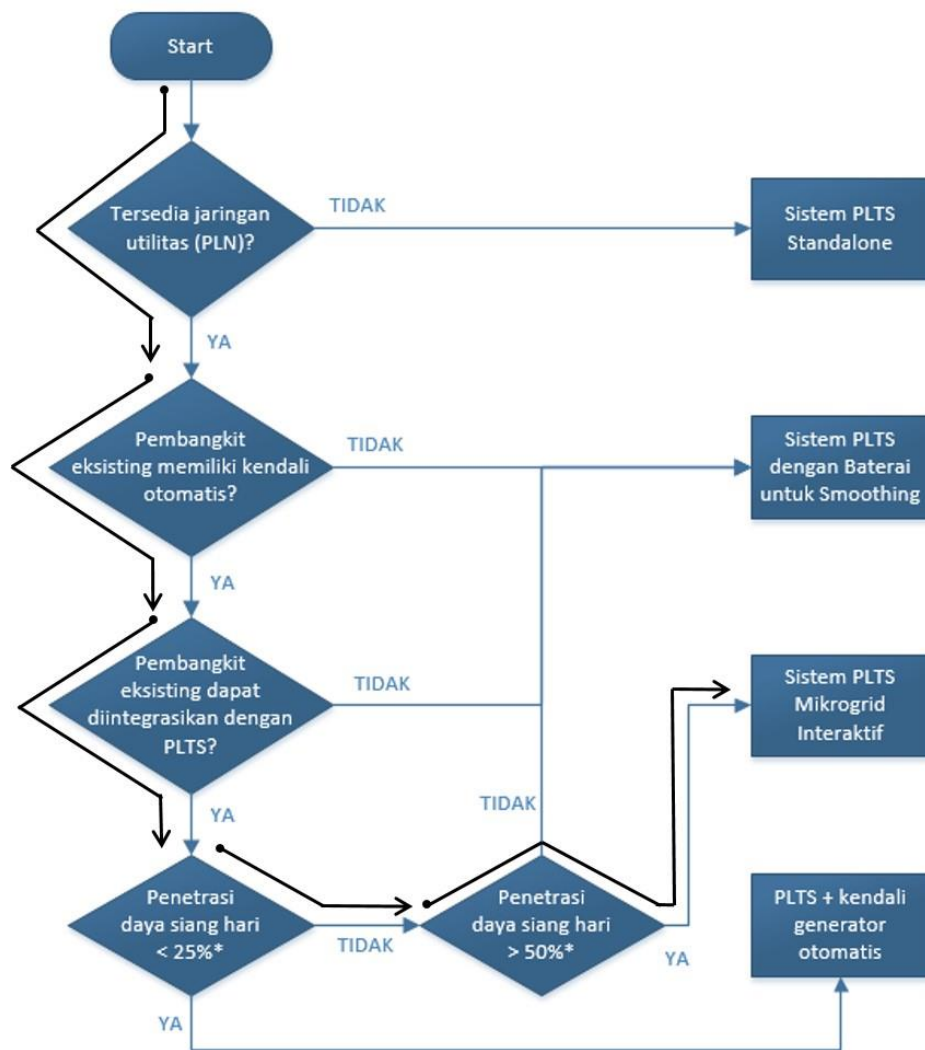 Start
Tersedia jaringan
utilitas (PLN)?
TIDAK
Sistem PLTS
Standalone
YA
Pembangkit
eksisting memiliki kendali
otomatis?
TIDAK
Sistem PLTS
dengan Baterai
untuk Smoothing
YA
Pembangkit
eksisting dapat
diintegrasikan dengan
PLTS?
TIDAK
Sistem PLTS
Mikrogrid
Interaktif
YA
TIDAK
Penetrasi
daya siang hari
< 25%*
TIDAK
Penetrasi
daya siang hari
> 50%*
YA
PLTS + kendali
generator
otomatis
YA